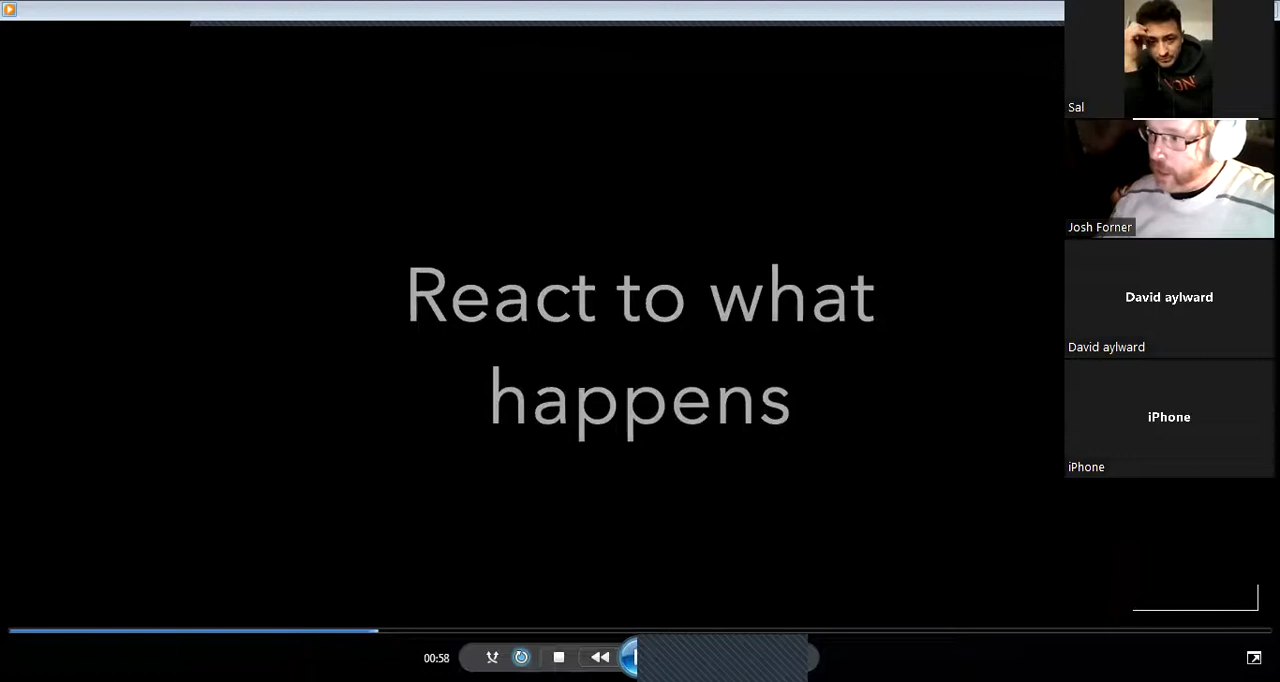 Sal
React to what
happens
Josh Forner
David aylward
David aylward
iPhone
iPhone
00:58